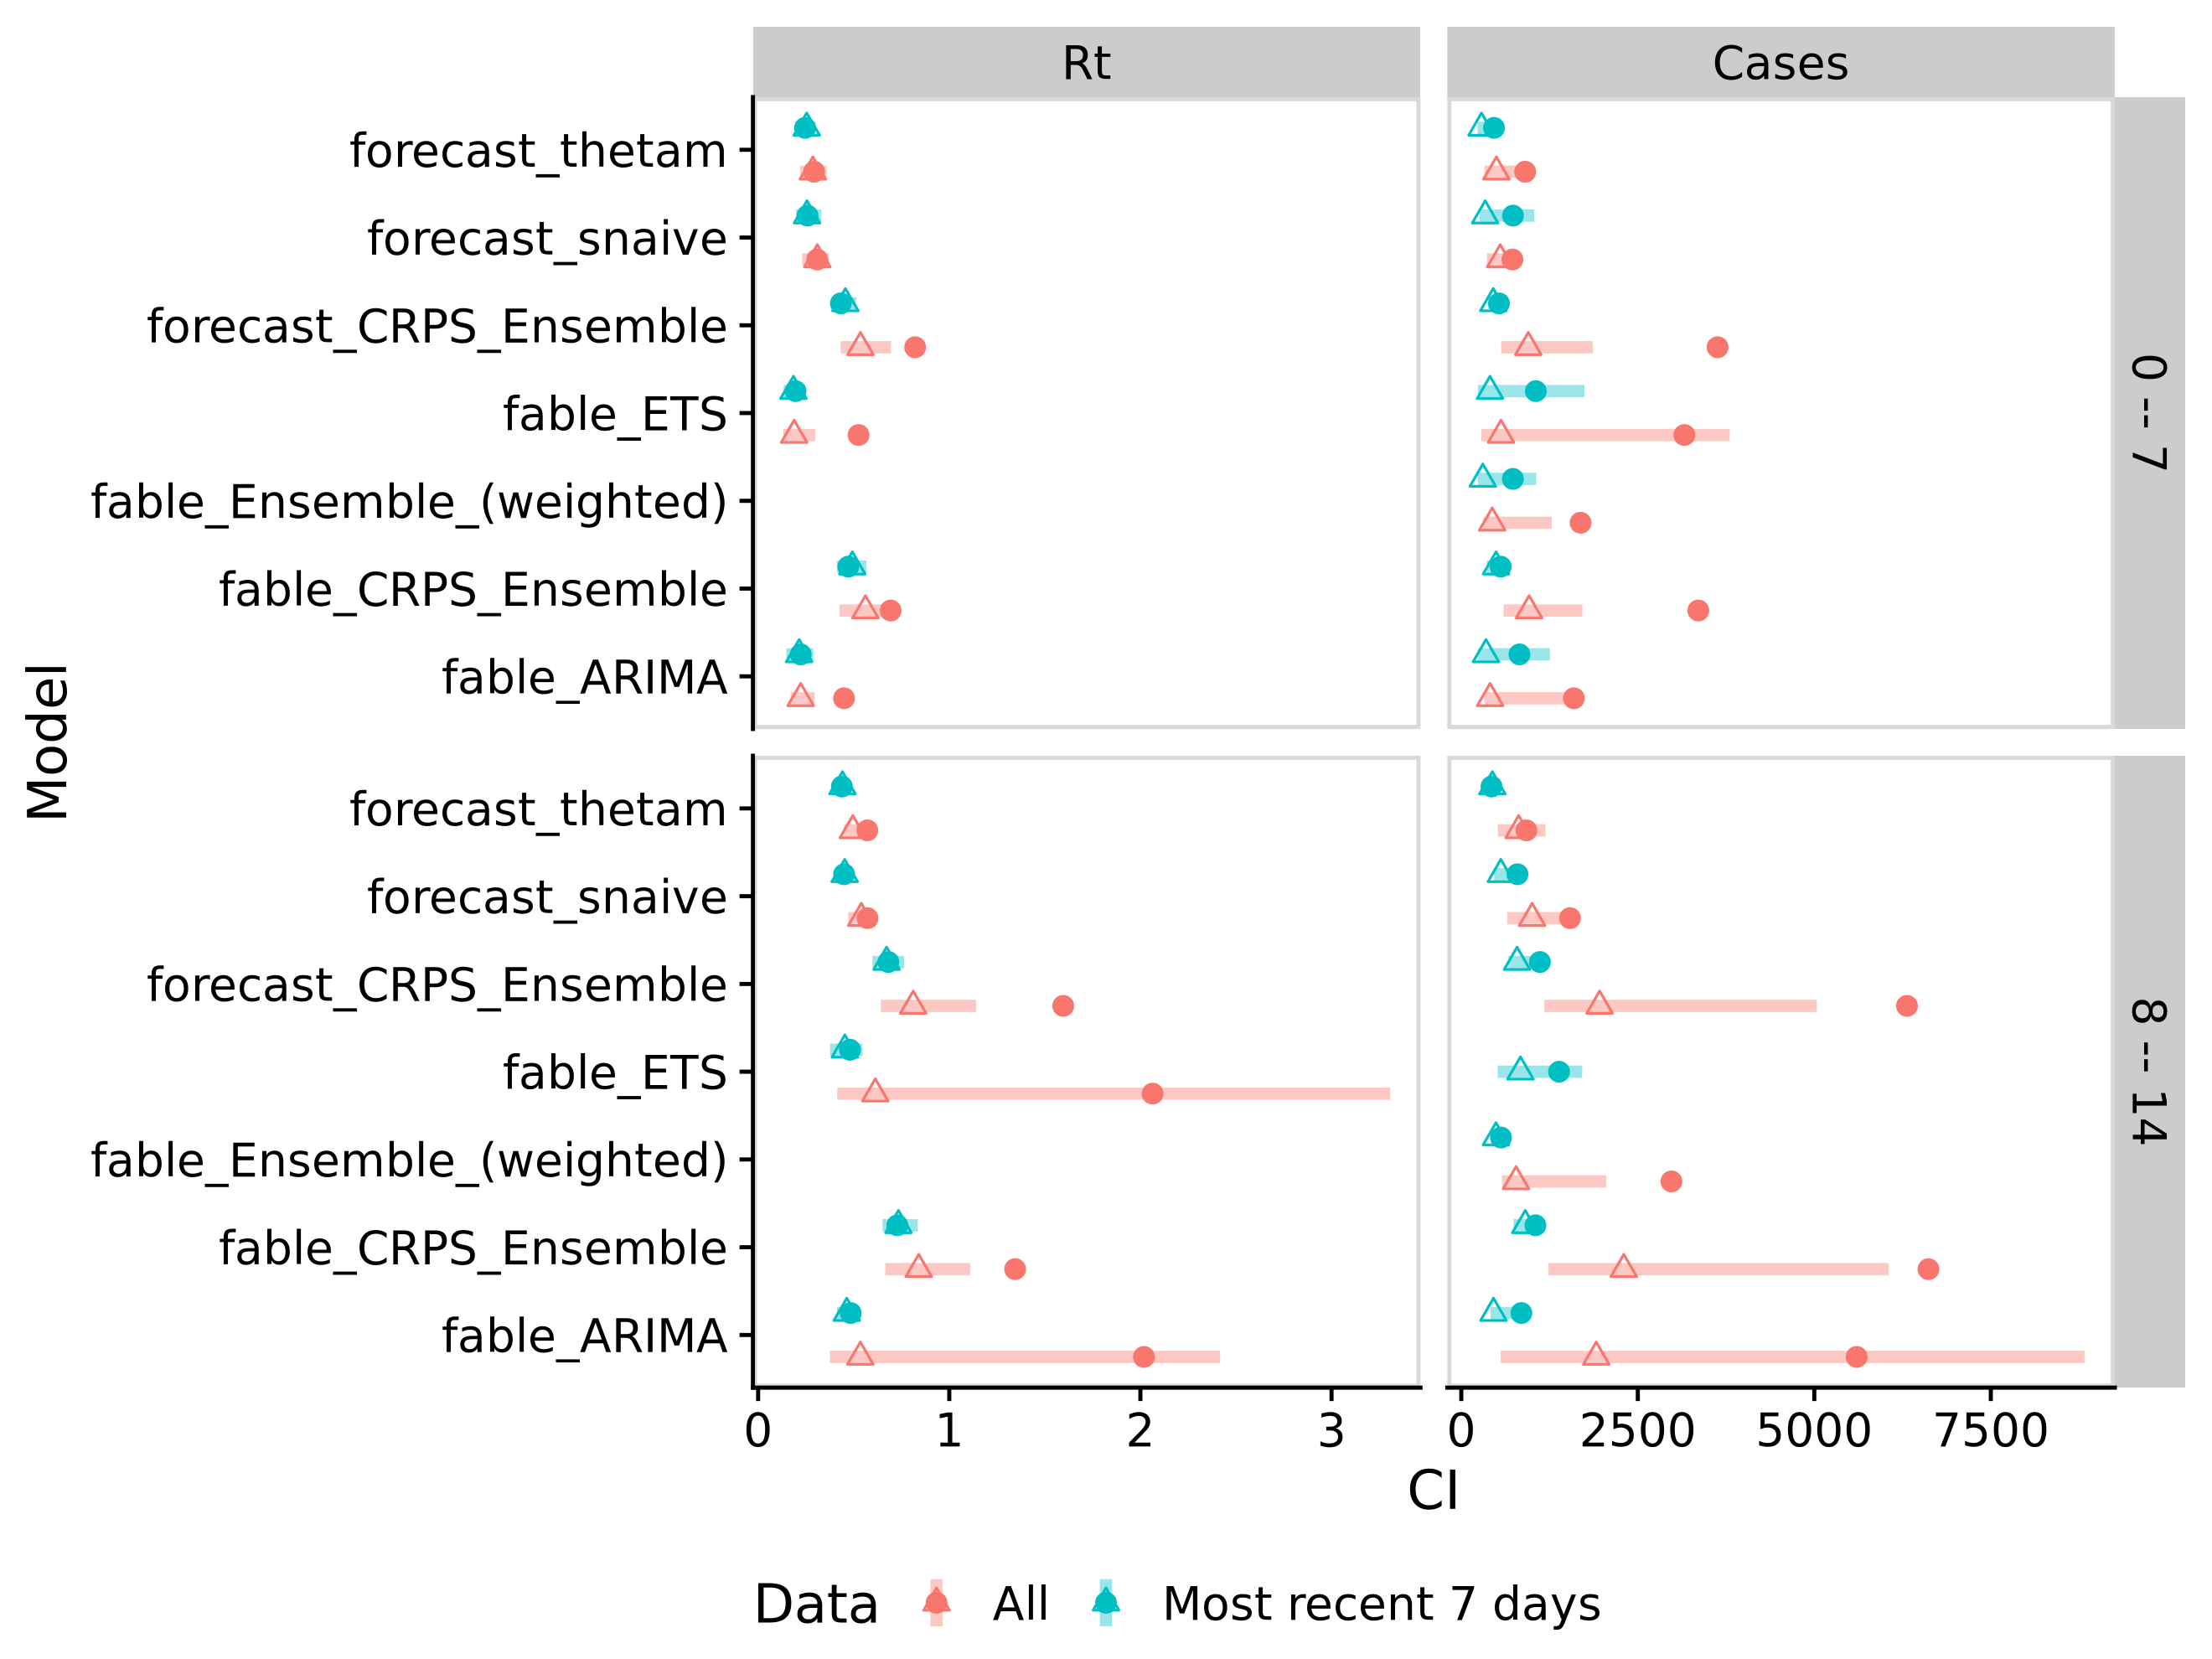 Rt
Cases
forecast_thetam
forecast_snaive
forecast_CRPS_Ensemble
fable_ETS
fable_Ensemble_(weighted)
fable_CRPS_Ensemble
fable_ARIMA
0 -- 7
Model
forecast_thetam
forecast_snaive
forecast_CRPS_Ensemble
fable_ETS
fable_Ensemble_(weighted)
fable_CRPS_Ensemble
fable_ARIMA
8 -- 14
0 1 2 3
0 2500 5000 7500
CI
Data All Most recent 7 days